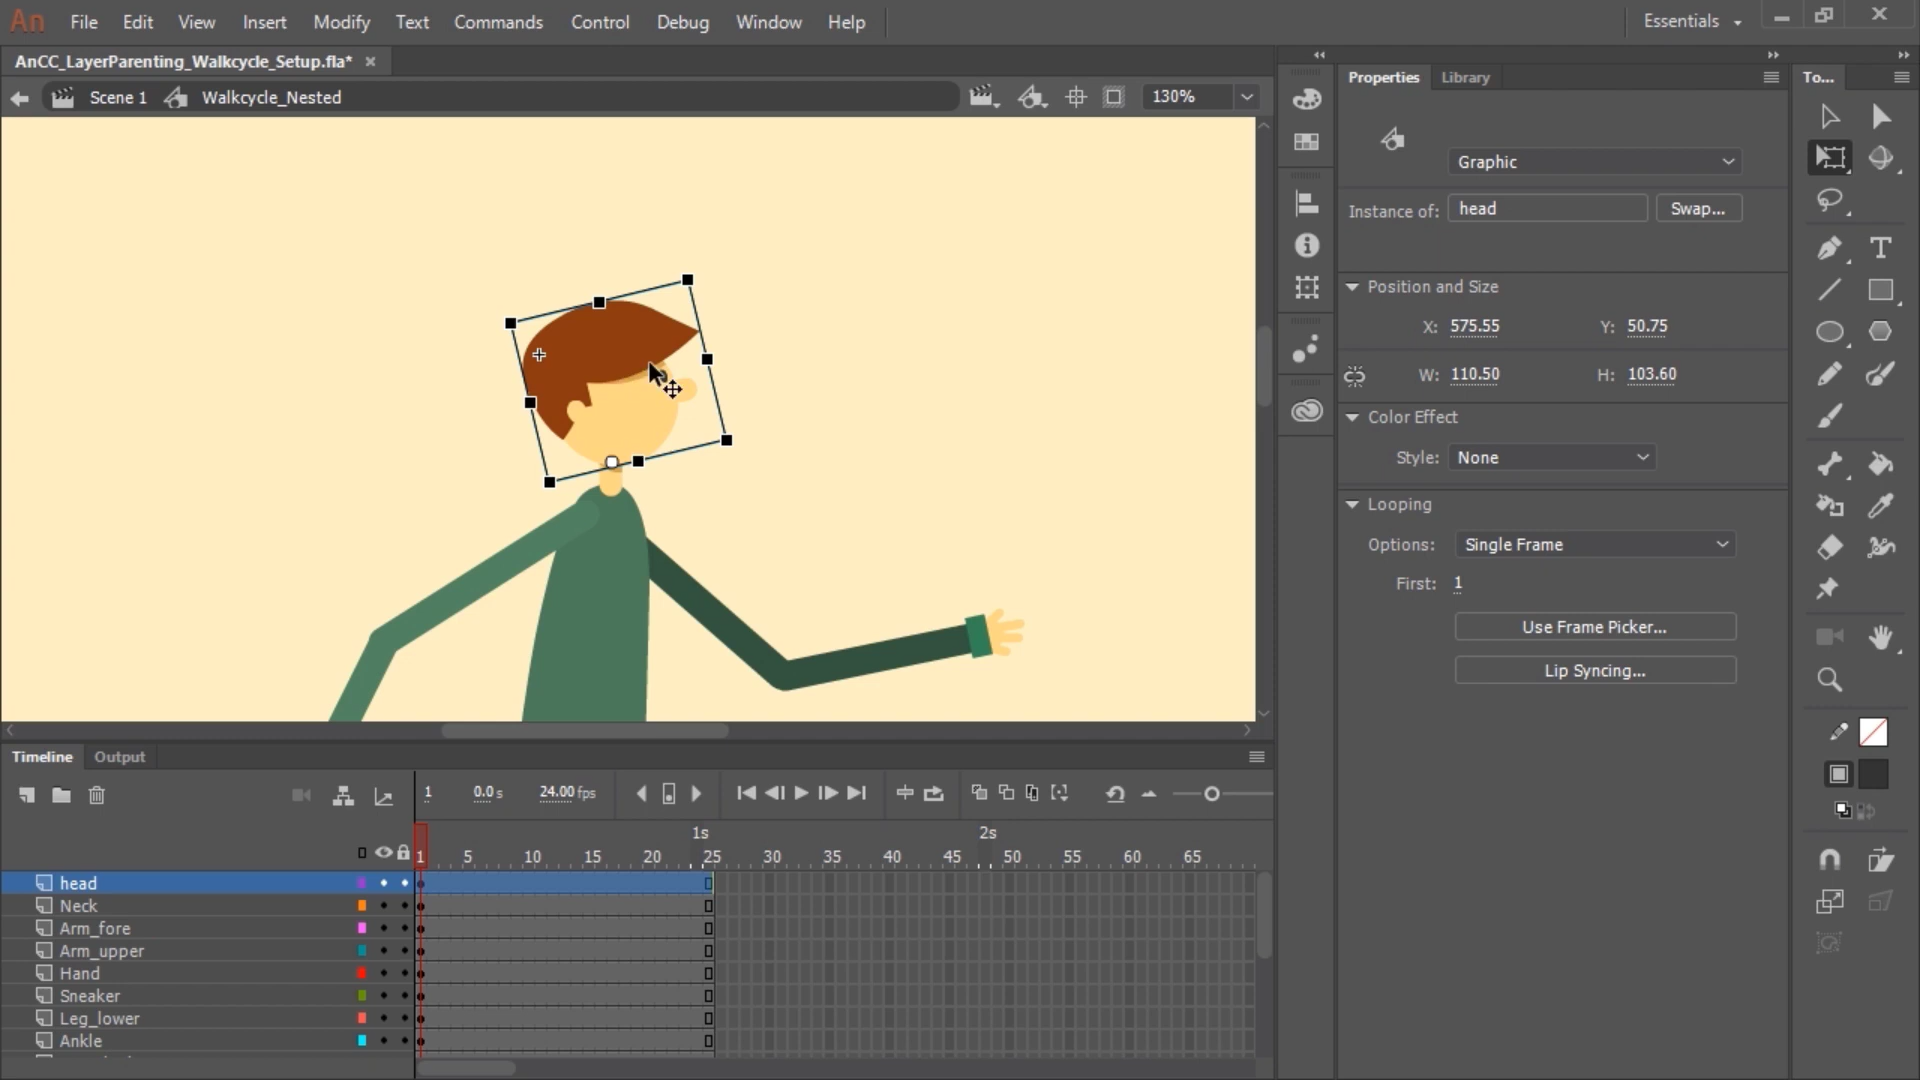 An File Edit View Insert Modify Text Commands Control Debug Window Help Essentials
AnCC_LayerParenting_Walkcycle_Setup.fla*
Scene 1 Walkcycle_Nested 130%
Properties Library To...
Graphic
Instance of: head Swap...
Position and Size
X: 575.55 Y: 50.75
W: 110.50 H: 103.60
Color Effect
Style: None
Looping
Options: Single Frame
First: 1
Use Frame Picker...
Lip Syncing...
Timeline Output
1 0.0 s 24.00 fps
1s 2s
1 5 10 15 20 25 30 35 40 45 50 55 60 65
head
Neck
Arm_fore
Arm_upper
Hand
Sneaker
Leg_lower
Ankle